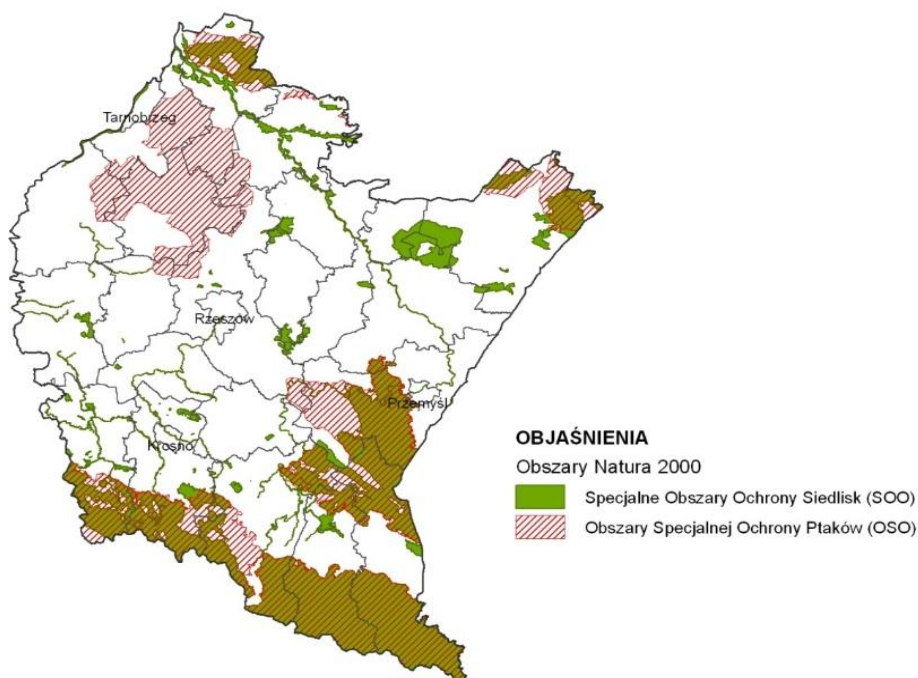 Tarnobrzeg
Rzeszów
Przemyśl
Krosno
OBJAŚNIENIA
Obszary Natura 2000
Specjalne Obszary Ochrony Siedlisk (SOO)
Obszary Specjalnej Ochrony Ptaków (OSO)